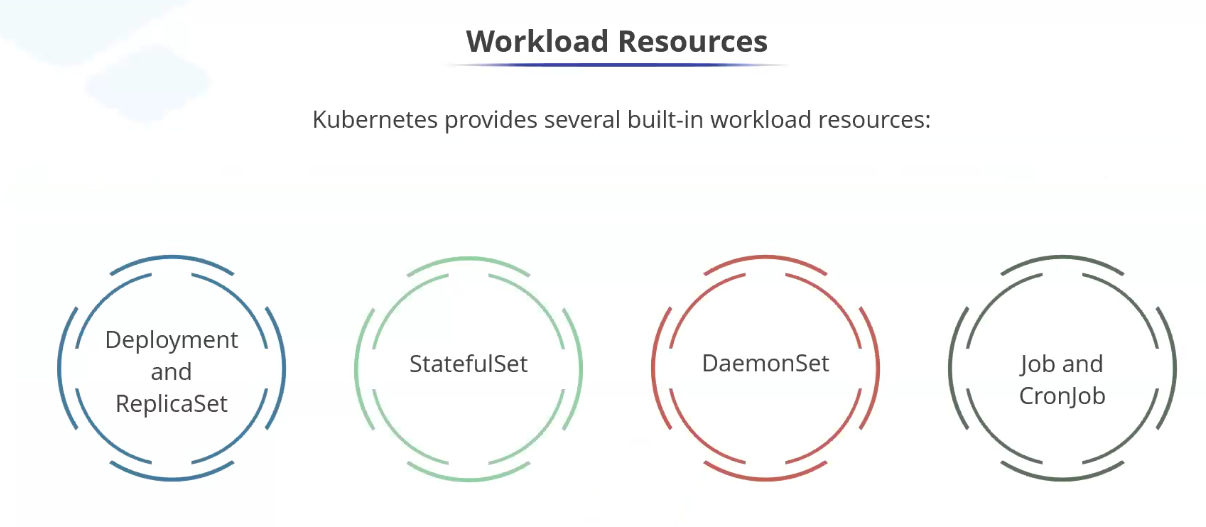 Workload Resources
Kubernetes provides several built-in workload resources:
Deployment
and
ReplicaSet
StatefulSet
DaemonSet
Job and
CronJob